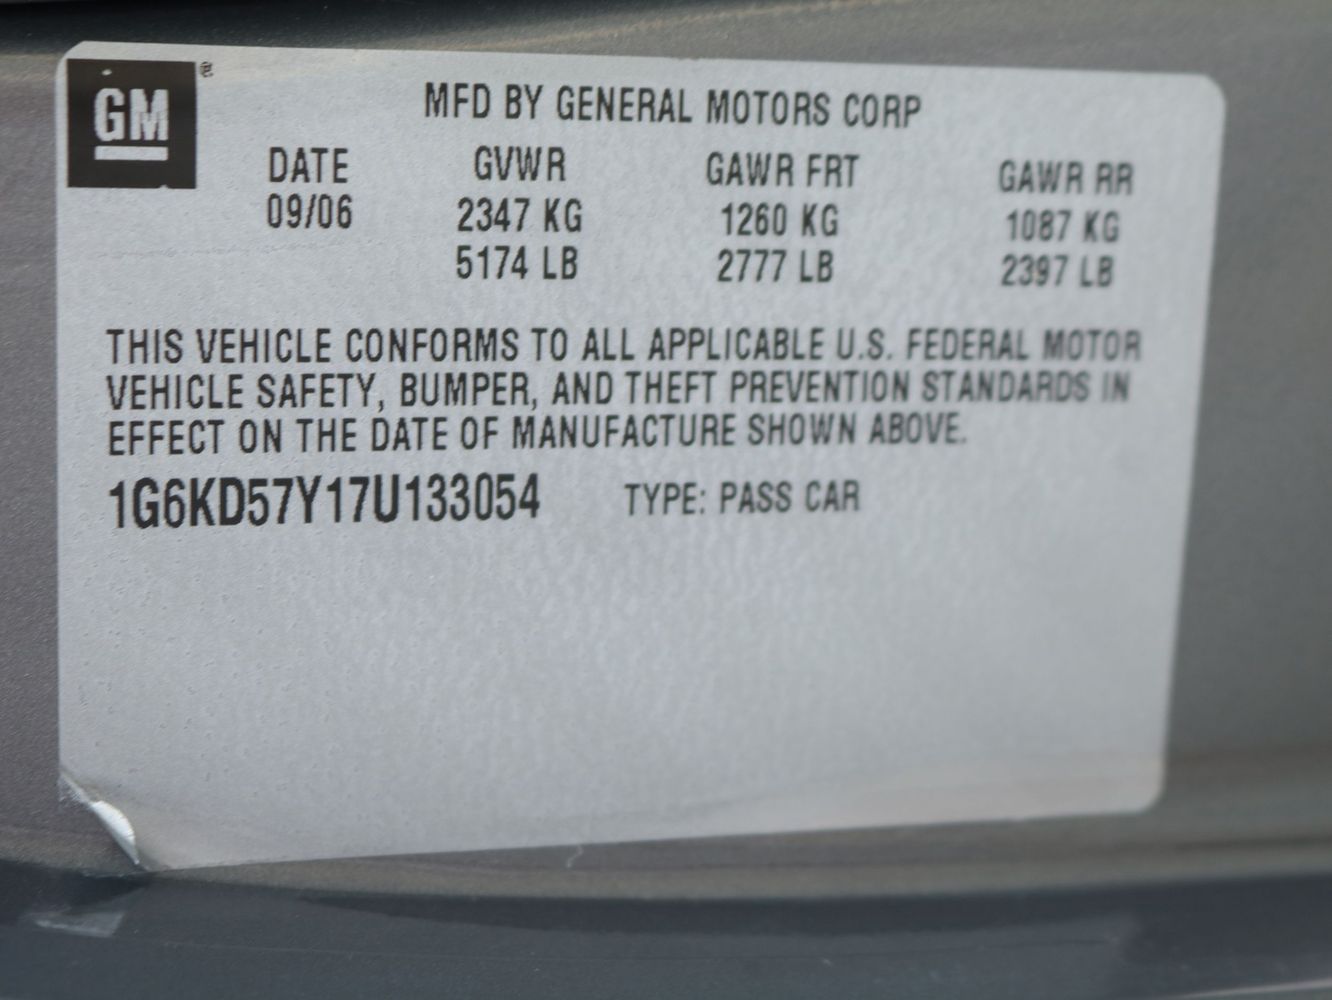 GM ®
MFD BY GENERAL MOTORS CORP
DATE GVWR GAWR FRT GAWR RR
09/06 2347 KG 1260 KG 1087 KG
5174 LB 2777 LB 2397 LB
THIS VEHICLE CONFORMS TO ALL APPLICABLE U.S. FEDERAL MOTOR
VEHICLE SAFETY, BUMPER, AND THEFT PREVENTION STANDARDS IN
EFFECT ON THE DATE OF MANUFACTURE SHOWN ABOVE.
1G6KD57Y17U133054 TYPE: PASS CAR